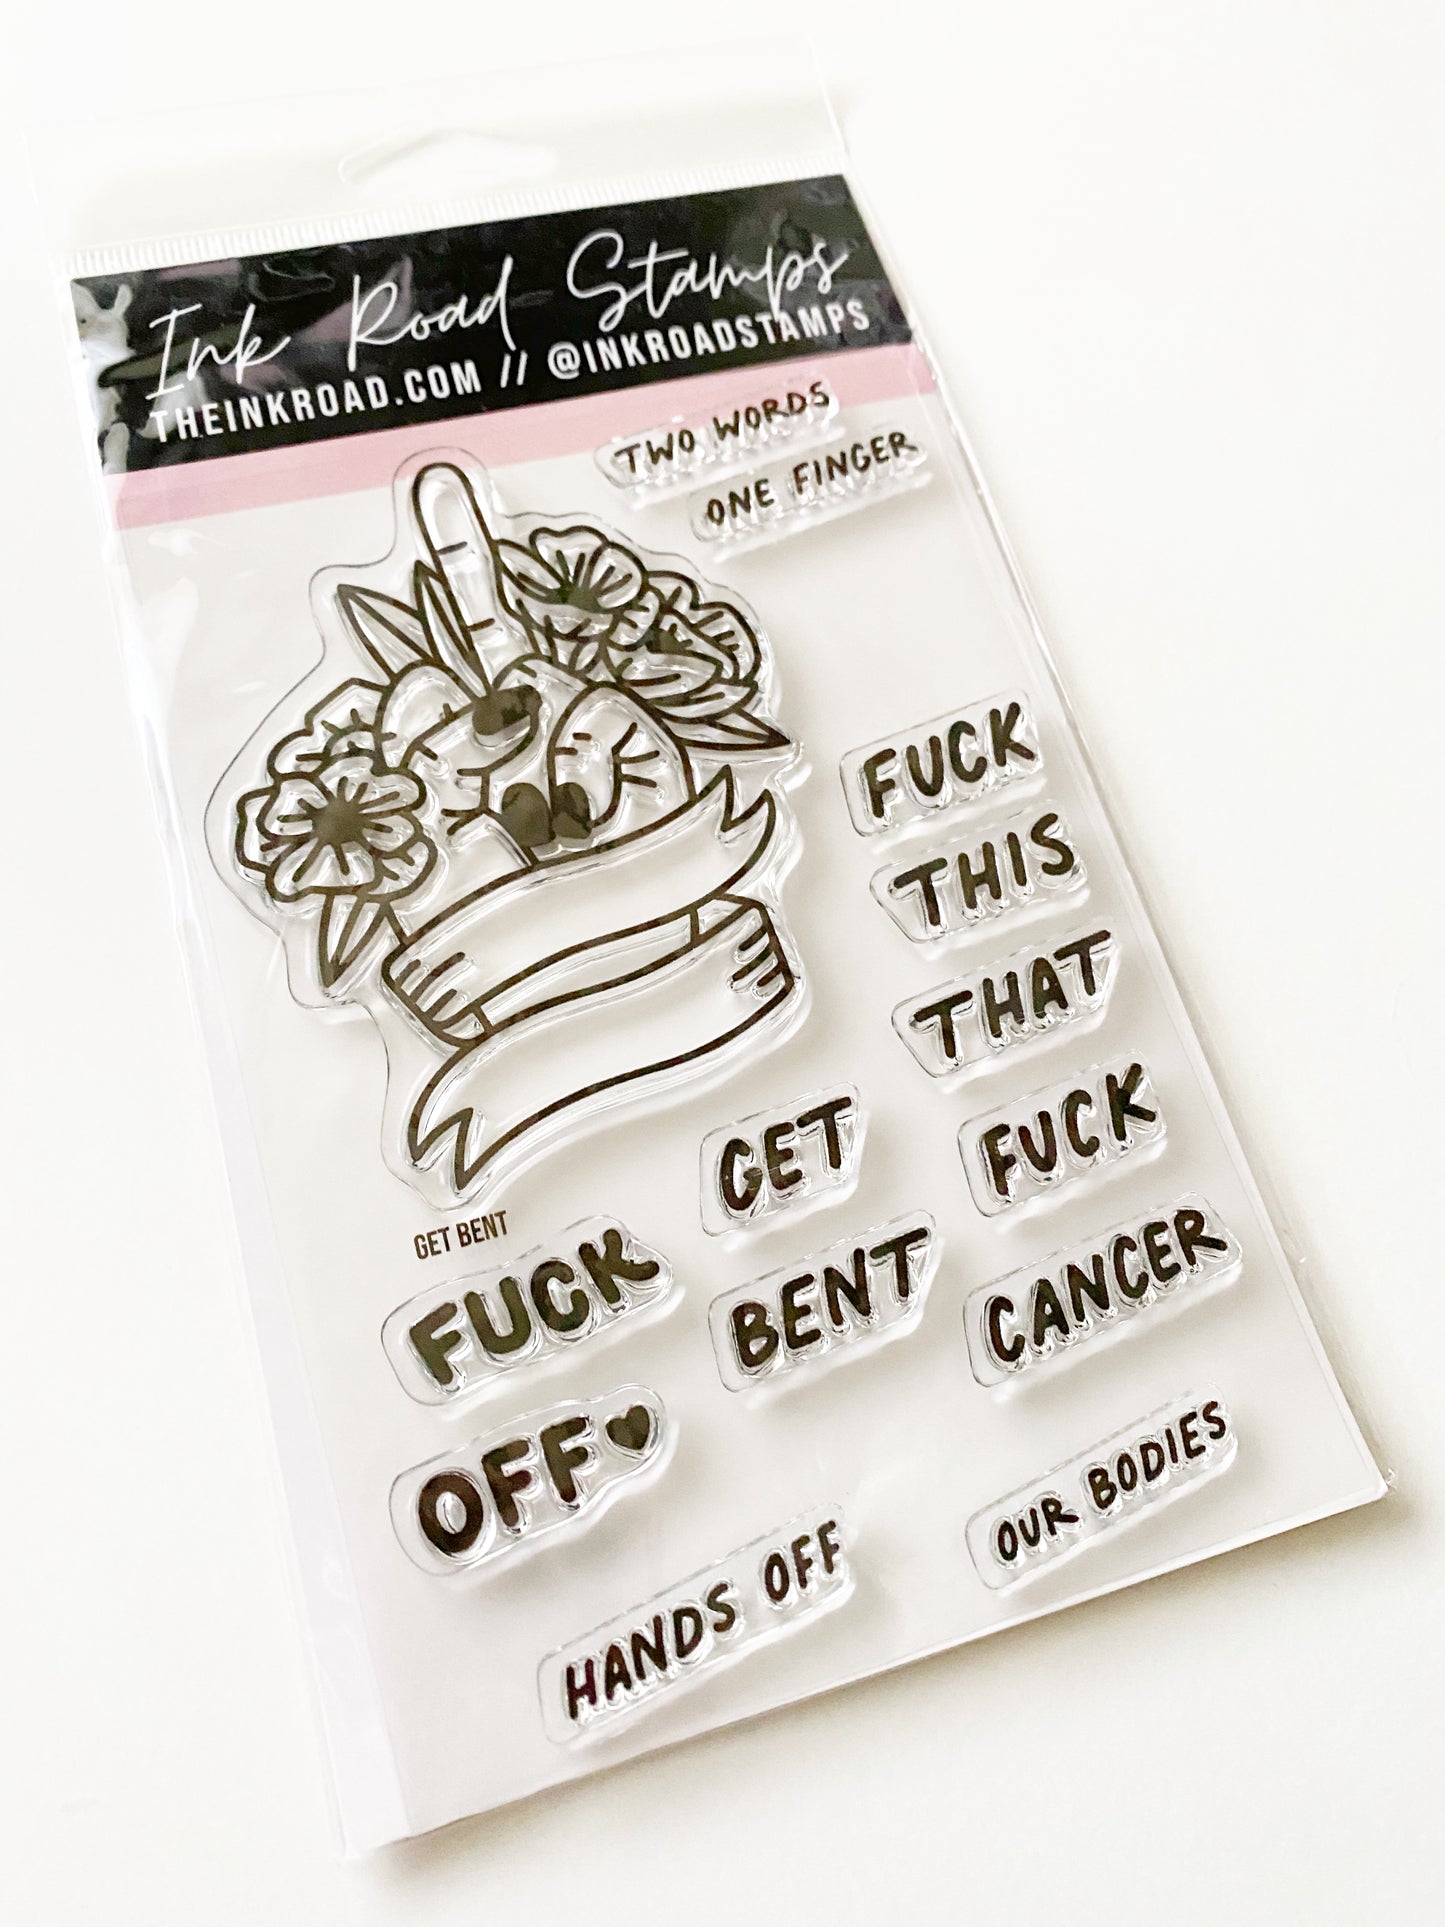 Ink Road Stamps
THEINKROAD.COM // @INKROADSTAMPS
TWO WORDS
ONE FINGER
FUCK
THIS
THAT
FUCK
CANCER
GET
BENT
GET BENT
FUCK
OFF♥
HANDS OFF
OUR BODIES